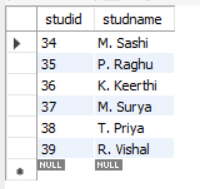 studid studname
34 M. Sashi
35 P. Raghu
36 K. Keerthi
37 M. Surya
38 T. Priya
39 R. Vishal
NULL NULL